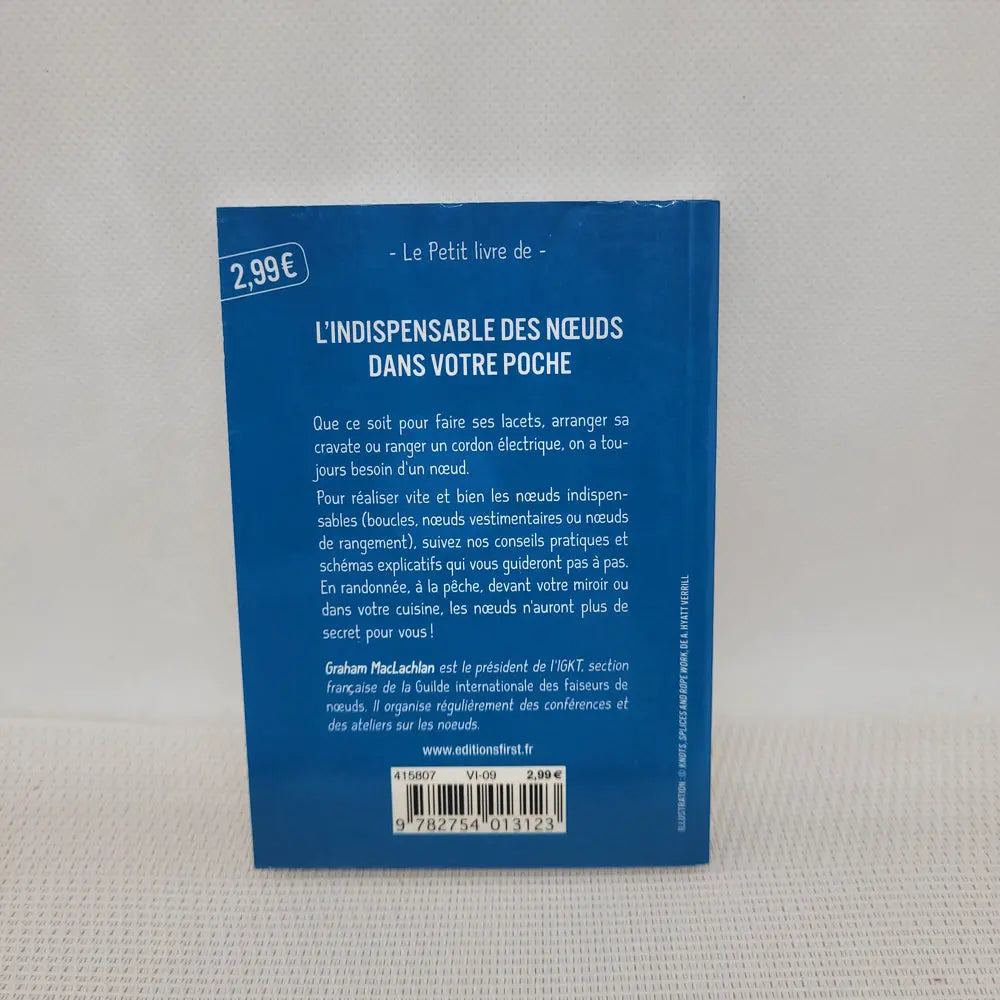 - Le Petit livre de -
2,99€
L'INDISPENSABLE DES NŒUDS
DANS VOTRE POCHE
Que ce soit pour faire ses lacets, arranger sa
cravate ou ranger un cordon électrique, on a tou-
jours besoin d'un nœud.
Pour réaliser vite et bien les nœuds indispen-
sables (boucles, nœuds vestimentaires ou nœuds
de rangement), suivez nos conseils pratiques et
schémas explicatifs qui vous guideront pas à pas.
En randonnée, à la pêche, devant votre miroir ou
dans votre cuisine, les nœuds n'auront plus de
secret pour vous !
Graham MacLachlan est le président de l'IGKT, section
française de la Guilde internationale des faiseurs de
nœuds. Il organise régulièrement des conférences et
des ateliers sur les noeuds.
www.editionsfirst.fr
415807 VI-09 2,99 €
9 782754 013123
ILLUSTRATION : © KNOTS, SPLICES AND ROPE WORK, DE A. HYATT VERRILL